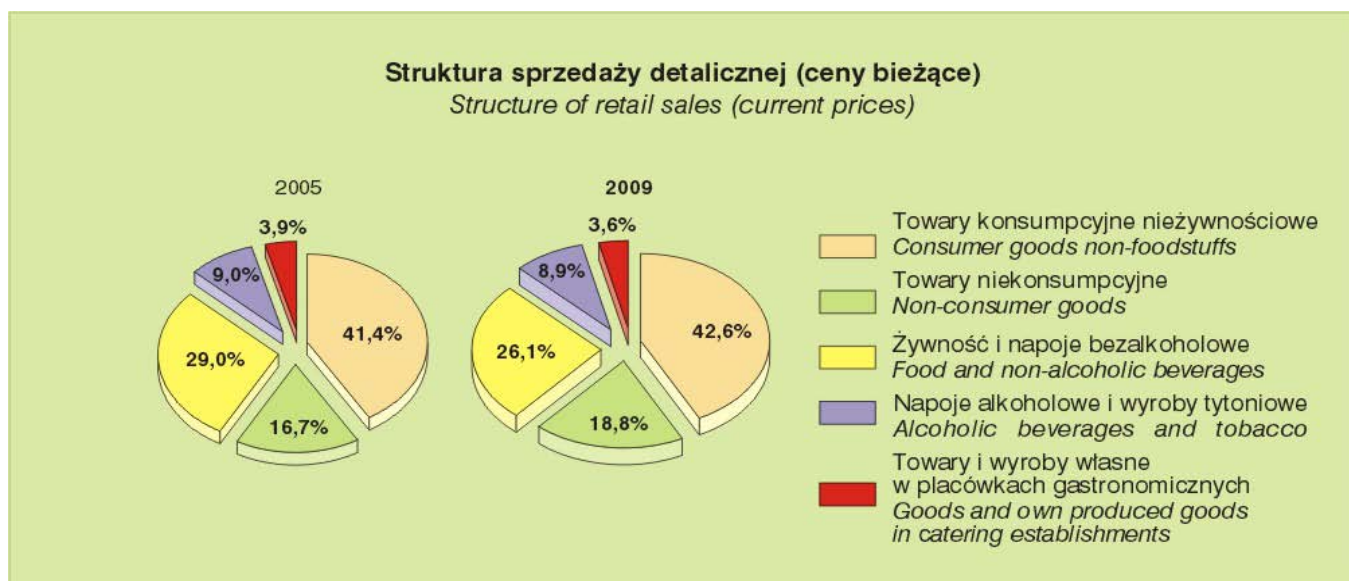 Struktura sprzedaży detalicznej (ceny bieżące)
Structure of retail sales (current prices)
2005
3,9%
9,0%
41,4%
29,0%
16,7%
2009
3,6%
8,9%
42,6%
26,1%
18,8%
Towary konsumpcyjne nieżywnościowe
Consumer goods non-foodstuffs
Towary niekonsumpcyjne
Non-consumer goods
Żywność i napoje bezalkoholowe
Food and non-alcoholic beverages
Napoje alkoholowe i wyroby tytoniowe
Alcoholic beverages and tobacco
Towary i wyroby własne
w placówkach gastronomicznych
Goods and own produced goods
in catering establishments